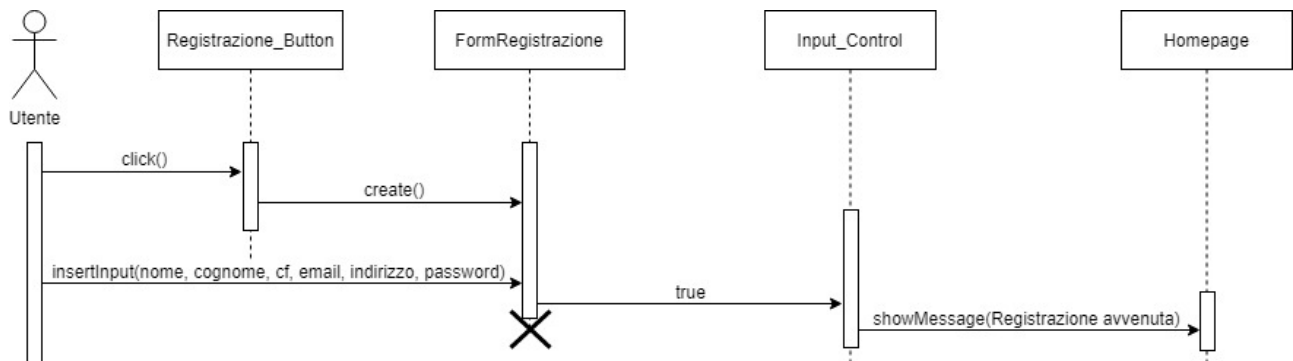 Registrazione_Button
FormRegistrazione
Input_Control
Homepage
Utente
click()
create()
insertInput(nome, cognome, cf, email, indirizzo, password)
true
showMessage(Registrazione avvenuta)